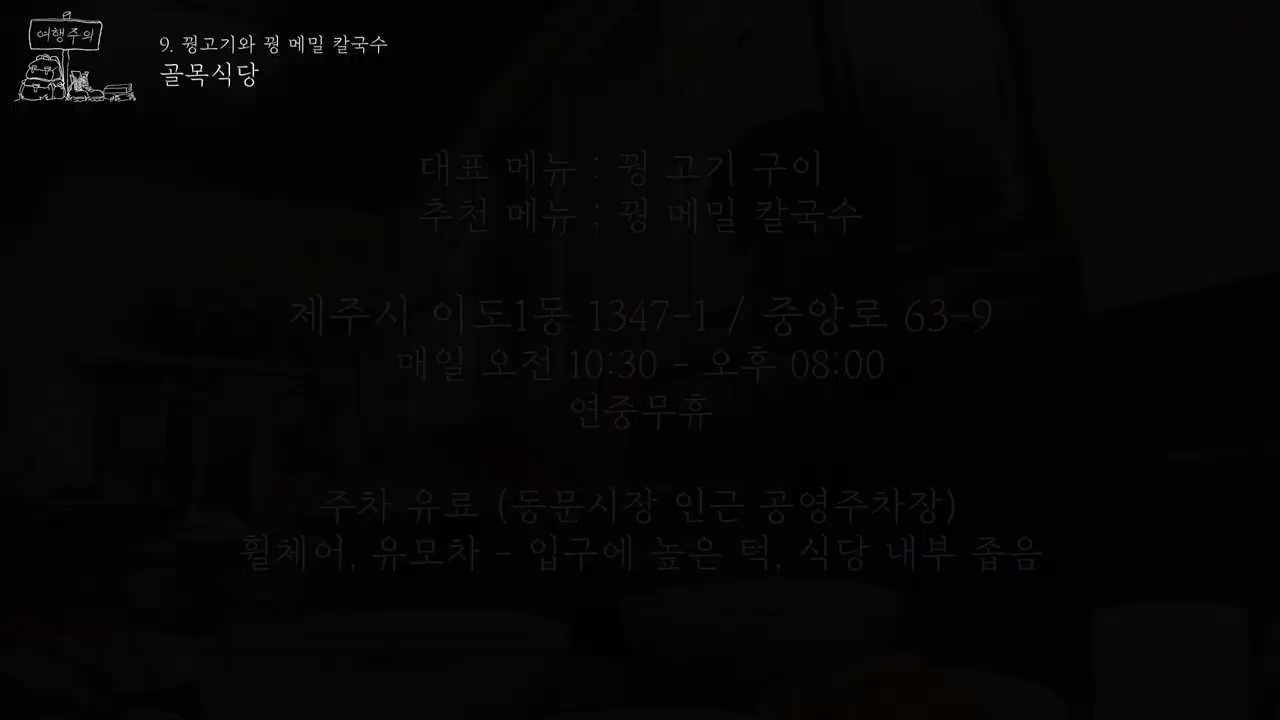 여행주의
9. 꿩고기와 꿩 메밀 칼국수
골목식당
대표 메뉴 : 꿩 고기 구이
추천 메뉴 : 꿩 메밀 칼국수
제주시 이도1동 1347-1 / 중앙로 63-9
매일 오전 10:30 - 오후 08:00
연중무휴
주차 유료 (동문시장 인근 공영주차장)
휠체어, 유모차 - 입구에 높은 턱, 식당 내부 좁음